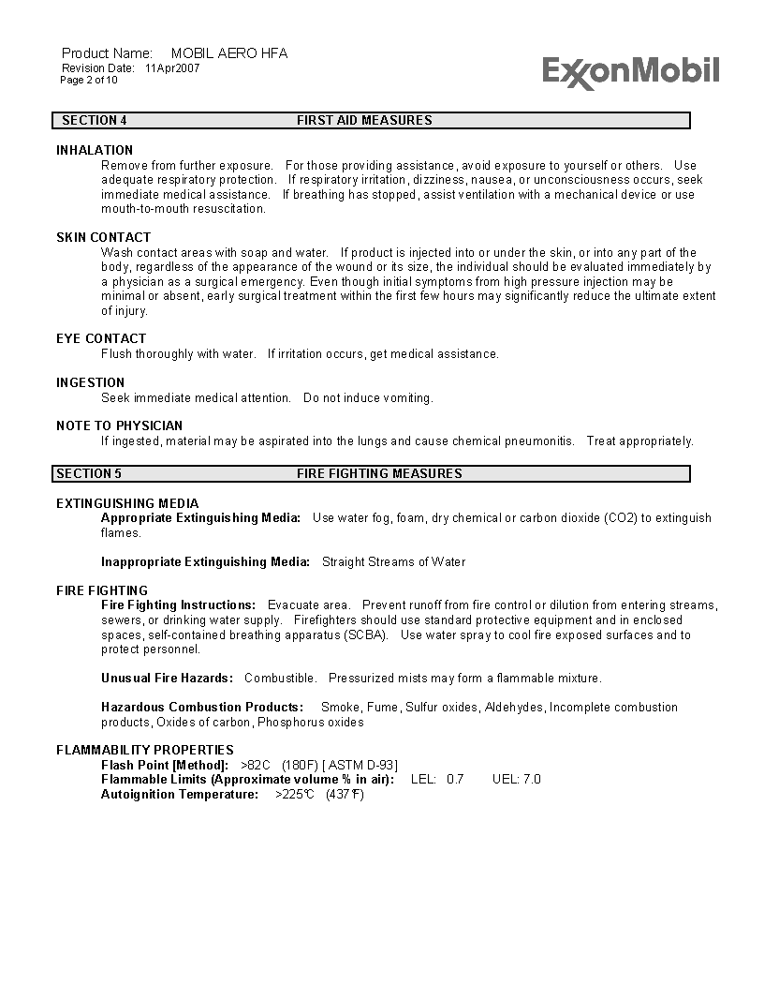 Product Name: MOBIL AERO HFA
Revision Date: 11Apr2007
Page 2 of 10
ExxonMobil
SECTION 4 FIRST AID MEASURES
INHALATION
Remove from further exposure. For those providing assistance, avoid exposure to yourself or others. Use
adequate respiratory protection. If respiratory irritation, dizziness, nausea, or unconsciousness occurs, seek
immediate medical assistance. If breathing has stopped, assist ventilation with a mechanical device or use
mouth-to-mouth resuscitation.
SKIN CONTACT
Wash contact areas with soap and water. If product is injected into or under the skin, or into any part of the
body, regardless of the appearance of the wound or its size, the individual should be evaluated immediately by
a physician as a surgical emergency. Even though initial symptoms from high pressure injection may be
minimal or absent, early surgical treatment within the first few hours may significantly reduce the ultimate extent
of injury.
EYE CONTACT
Flush thoroughly with water. If irritation occurs, get medical assistance.
INGESTION
Seek immediate medical attention. Do not induce vomiting.
NOTE TO PHYSICIAN
If ingested, material may be aspirated into the lungs and cause chemical pneumonitis. Treat appropriately.
SECTION 5 FIRE FIGHTING MEASURES
EXTINGUISHING MEDIA
Appropriate Extinguishing Media: Use water fog, foam, dry chemical or carbon dioxide (CO2) to extinguish
flames.
Inappropriate Extinguishing Media: Straight Streams of Water
FIRE FIGHTING
Fire Fighting Instructions: Evacuate area. Prevent runoff from fire control or dilution from entering streams,
sewers, or drinking water supply. Firefighters should use standard protective equipment and in enclosed
spaces, self-contained breathing apparatus (SCBA). Use water spray to cool fire exposed surfaces and to
protect personnel.
Unusual Fire Hazards: Combustible. Pressurized mists may form a flammable mixture.
Hazardous Combustion Products: Smoke, Fume, Sulfur oxides, Aldehydes, Incomplete combustion
products, Oxides of carbon, Phosphorus oxides
FLAMMABILITY PROPERTIES
Flash Point [Method]: >82C (180F) [ ASTM D-93]
Flammable Limits (Approximate volume % in air): LEL: 0.7 UEL: 7.0
Autoignition Temperature: >225°C (437°F)